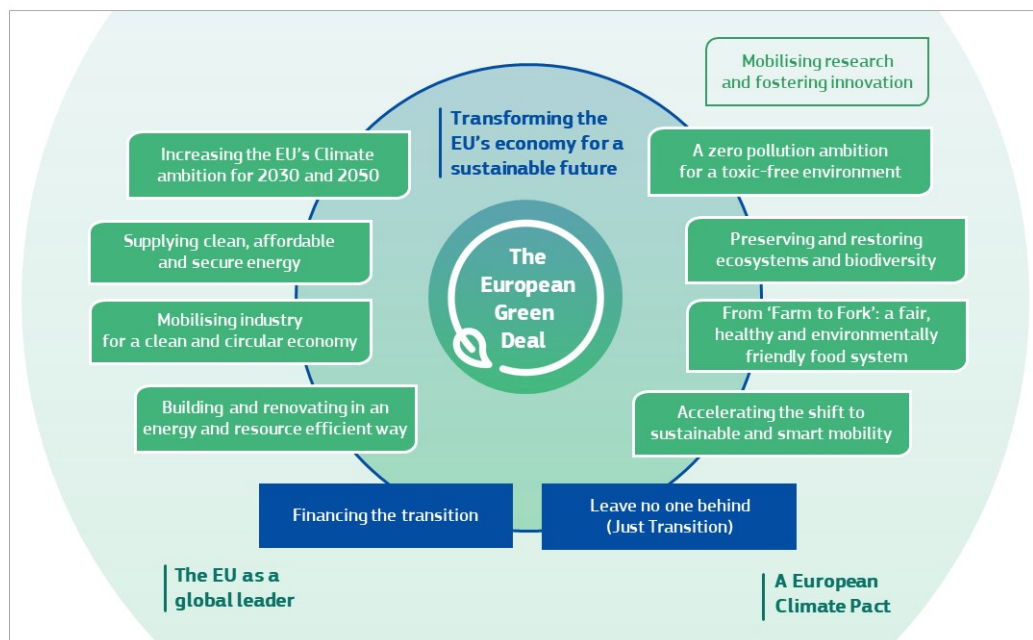 Mobilising research
and fostering innovation
Transforming the
EU's economy for a
sustainable future
Increasing the EU's Climate
ambition for 2030 and 2050
A zero pollution ambition
for a toxic-free environment
Supplying clean, affordable
and secure energy
Preserving and restoring
ecosystems and biodiversity
The
European
Green
Deal
Mobilising industry
for a clean and circular economy
From ‘Farm to Fork’: a fair,
healthy and environmentally
friendly food system
Building and renovating in an
energy and resource efficient way
Accelerating the shift to
sustainable and smart mobility
Financing the transition
Leave no one behind
(Just Transition)
The EU as a
global leader
A European
Climate Pact